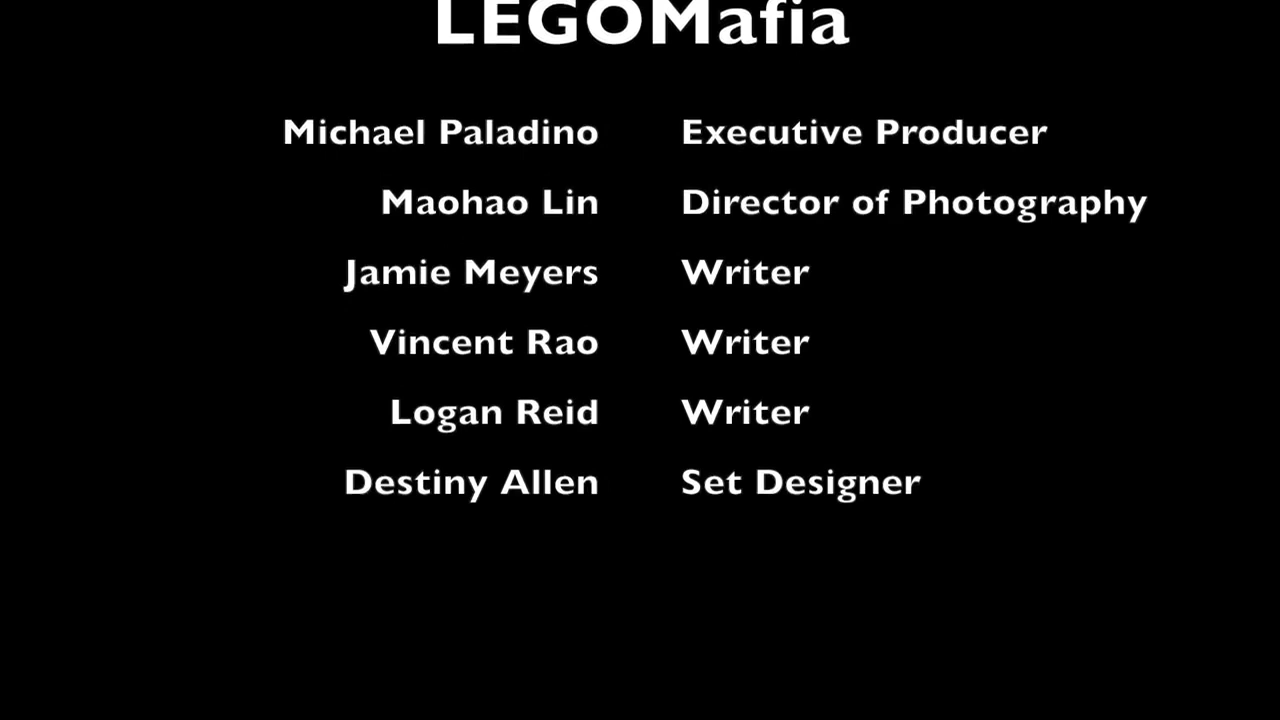 LEGOMafia
Michael Paladino Executive Producer
Maohao Lin Director of Photography
Jamie Meyers Writer
Vincent Rao Writer
Logan Reid Writer
Destiny Allen Set Designer